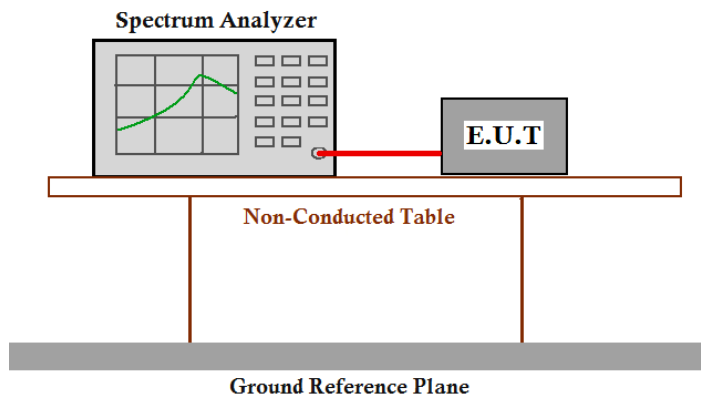 Spectrum Analyzer
E.U.T
Non-Conducted Table
Ground Reference Plane